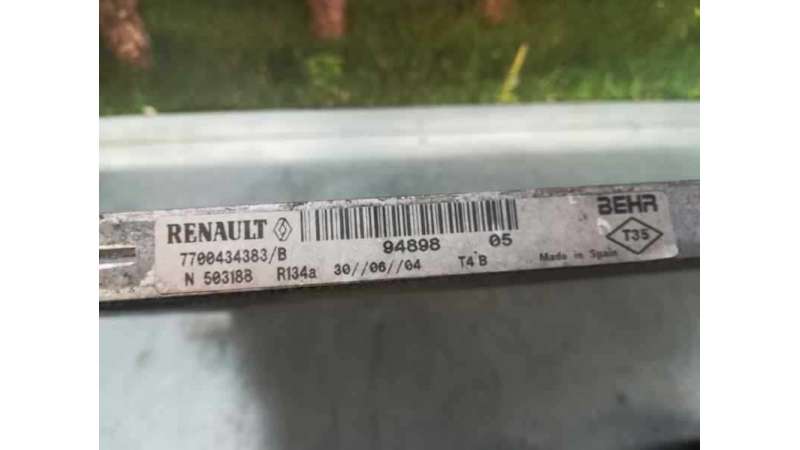 RENAULT
7700434383/B
N 503188 R134a 30//06//04 T4 B
94898 05
BEHR
T35
Made in Spain